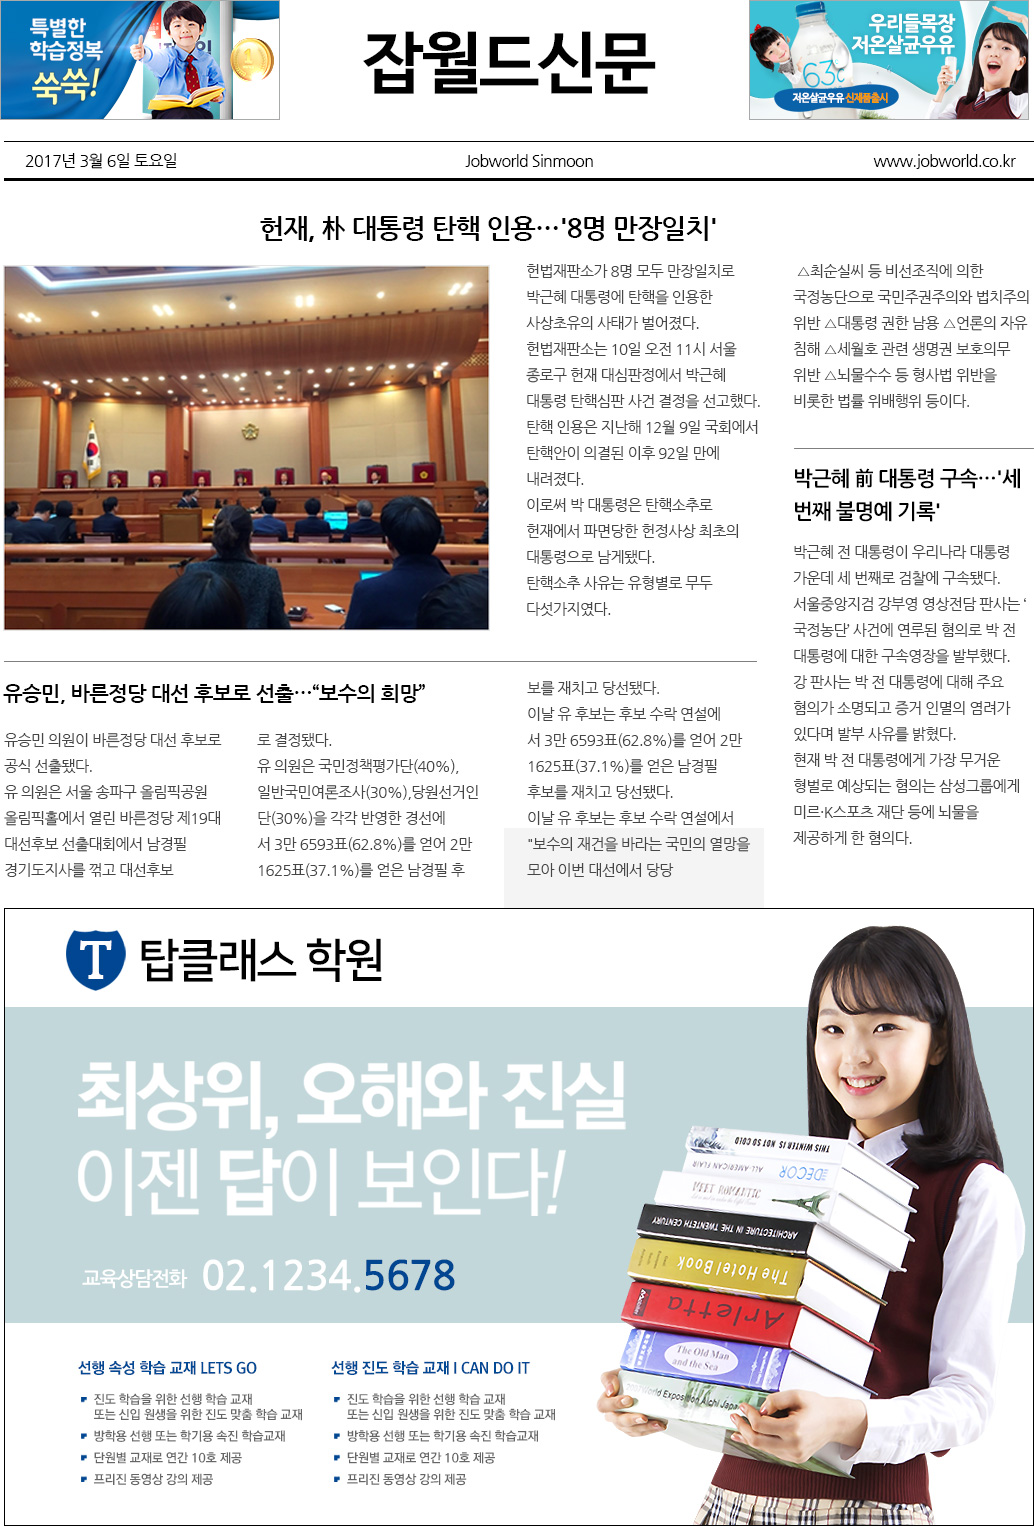 특별한
학습정복
쑥쑥!
잡월드신문
우리들목장
저온살균우유
저온살균우유 신제품출시
2017년 3월 6일 토요일
Jobworld Sinmoon
www.jobworld.co.kr
헌재, 朴 대통령 탄핵 인용…'8명 만장일치'
헌법재판소가 8명 모두 만장일치로
박근혜 대통령에 탄핵을 인용한
사상초유의 사태가 벌어졌다.
헌법재판소는 10일 오전 11시 서울
종로구 헌재 대심판정에서 박근혜
대통령 탄핵심판 사건 결정을 선고했다.
탄핵 인용은 지난해 12월 9일 국회에서
탄핵안이 의결된 이후 92일 만에
내려졌다.
이로써 박 대통령은 탄핵소추로
헌재에서 파면당한 헌정사상 최초의
대통령으로 남게됐다.
탄핵소추 사유는 유형별로 무두
다섯가지였다.
△최순실씨 등 비선조직에 의한
국정농단으로 국민주권주의와 법치주의
위반 △대통령 권한 남용 △언론의 자유
침해 △세월호 관련 생명권 보호의무
위반 △뇌물수수 등 형사법 위반을
비롯한 법률 위배행위 등이다.
박근혜 前 대통령 구속…'세
번째 불명예 기록'
박근혜 전 대통령이 우리나라 대통령
가운데 세 번째로 검찰에 구속됐다.
서울중앙지검 강부영 영상전담 판사는 ‘
국정농단’ 사건에 연루된 혐의로 박 전
대통령에 대한 구속영장을 발부했다.
강 판사는 박 전 대통령에 대해 주요
혐의가 소명되고 증거 인멸의 염려가
있다며 발부 사유를 밝혔다.
현재 박 전 대통령에게 가장 무거운
형벌로 예상되는 혐의는 삼성그룹에게
미르·K스포츠 재단 등에 뇌물을
제공하게 한 혐의다.
유승민, 바른정당 대선 후보로 선출…“보수의 희망”
유승민 의원이 바른정당 대선 후보로
공식 선출됐다.
유 의원은 서울 송파구 올림픽공원
올림픽홀에서 열린 바른정당 제19대
대선후보 선출대회에서 남경필
경기도지사를 꺾고 대선후보
로 결정됐다.
유 의원은 국민정책평가단(40%),
일반국민여론조사(30%),당원선거인
단(30%)을 각각 반영한 경선에
서 3만 6593표(62.8%)를 얻어 2만
1625표(37.1%)를 얻은 남경필 후
보를 재치고 당선됐다.
이날 유 후보는 후보 수락 연설에
서 3만 6593표(62.8%)를 얻어 2만
1625표(37.1%)를 얻은 남경필
후보를 재치고 당선됐다.
이날 유 후보는 후보 수락 연설에서
"보수의 재건을 바라는 국민의 열망을
모아 이번 대선에서 당당
T 탑클래스 학원
최상위, 오해와 진실
이젠 답이 보인다!
교육상담전화 02.1234.5678
선행 속성 학습 교재 LETS GO
진도 학습을 위한 선행 학습 교재
또는 신입 원생을 위한 진도 맞춤 학습 교재
방학용 선행 또는 학기용 속진 학습교재
단원별 교재로 연간 10호 제공
프리진 동영상 강의 제공
선행 진도 학습 교재 I CAN DO IT
진도 학습을 위한 선행 학습 교재
또는 신입 원생을 위한 진도 맞춤 학습 교재
방학용 선행 또는 학기용 속진 학습교재
단원별 교재로 연간 10호 제공
프리진 동영상 강의 제공
THIS WINTER IS NOT SO COLD
ALL AMERICAN FLAIR
DECOR
MEET ROMANTIC
ARCHITECTURE IN THE TWENTETH CENTURY
The Hotel Book
Arletta
The Old Man
and the Sea
World Exposition Aichi Japan